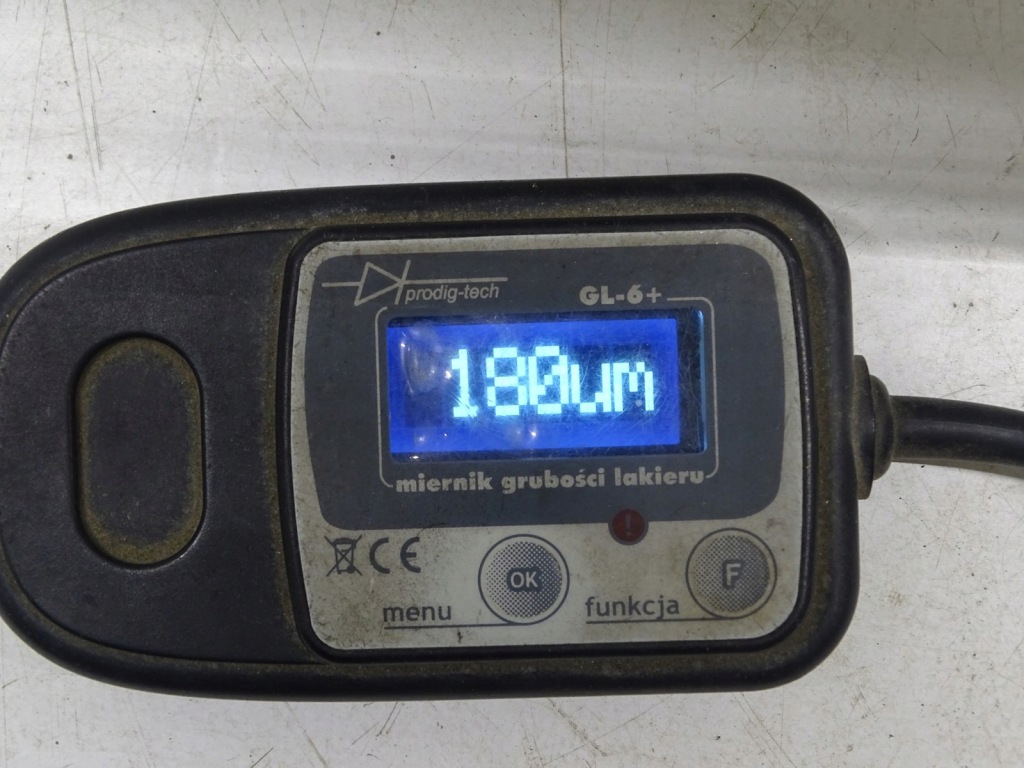 prodig-tech
GL-6+
180um
miernik grubości lakieru
CE
OK
F
menu
funkcja